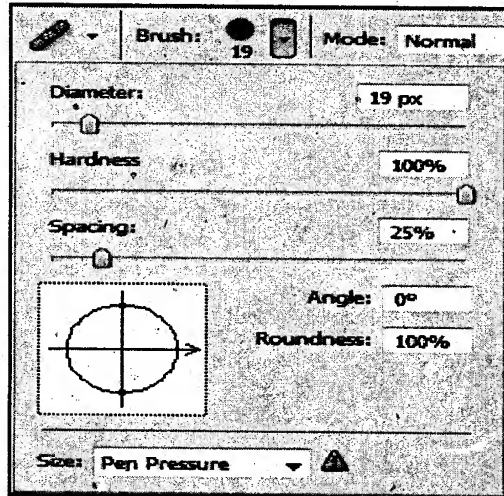 Brush: 19 Mode: Normal
Diameter: 19 px
Hardness 100%
Spacing: 25%
Angle: 0°
Roundness: 100%
Size: Pen Pressure